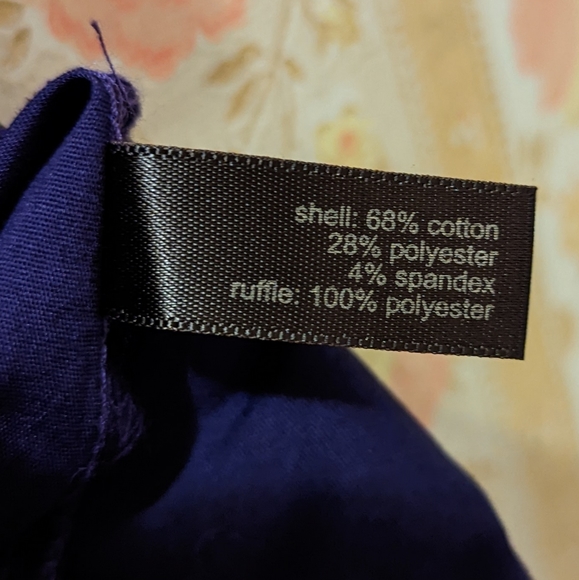 shell: 68% cotton
28% polyester
4% spandex
ruffle: 100% polyester